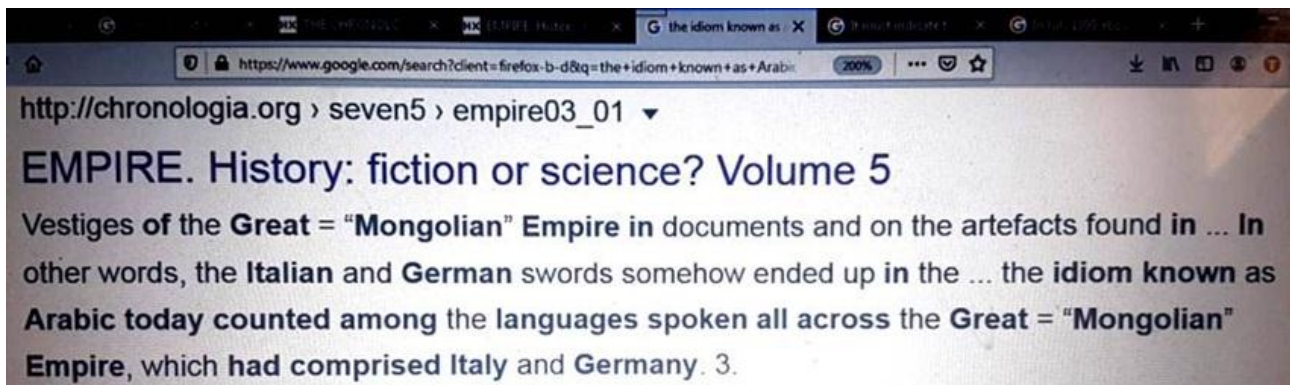 the idiom known as
https://www.google.com/search?client=firefox-b-d&q=the+idiom+known+as+Arabic
200%
http://chronologia.org › seven5 › empire03_01
EMPIRE. History: fiction or science? Volume 5
Vestiges of the Great = “Mongolian” Empire in documents and on the artefacts found in ... In
other words, the Italian and German swords somehow ended up in the ... the idiom known as
Arabic today counted among the languages spoken all across the Great = “Mongolian”
Empire, which had comprised Italy and Germany. 3.